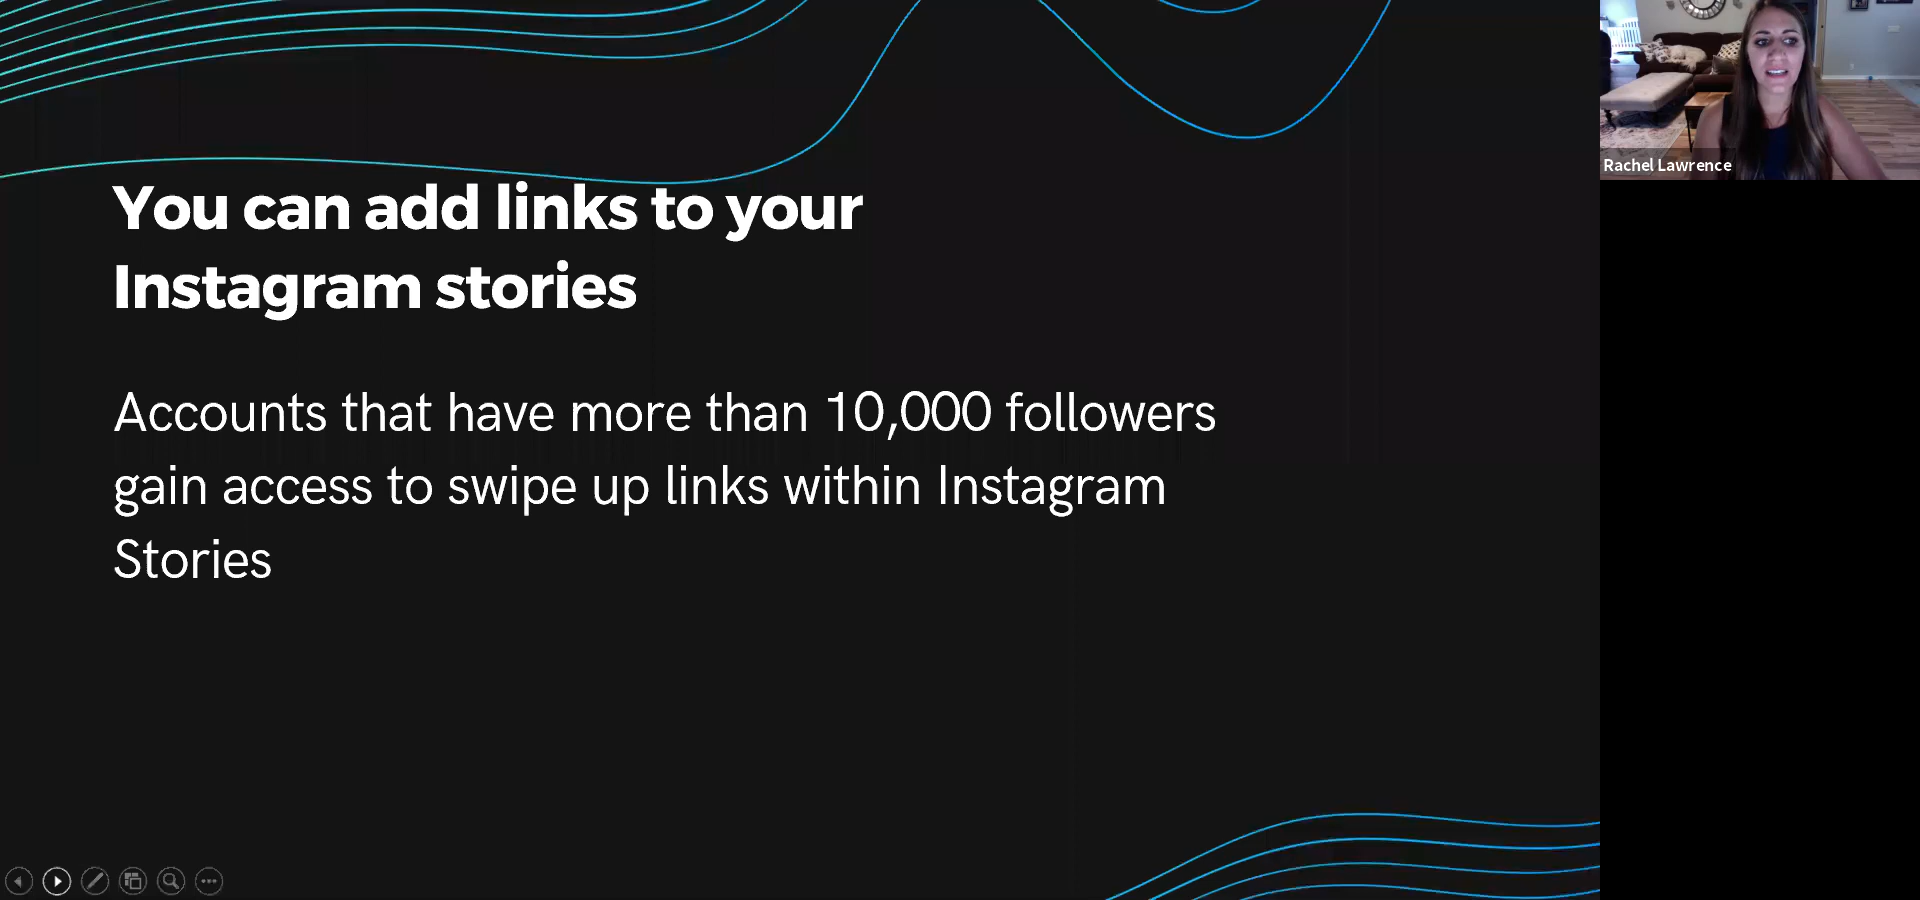 You can add links to your
Instagram stories
Accounts that have more than 10,000 followers
gain access to swipe up links within Instagram
Stories
Rachel Lawrence